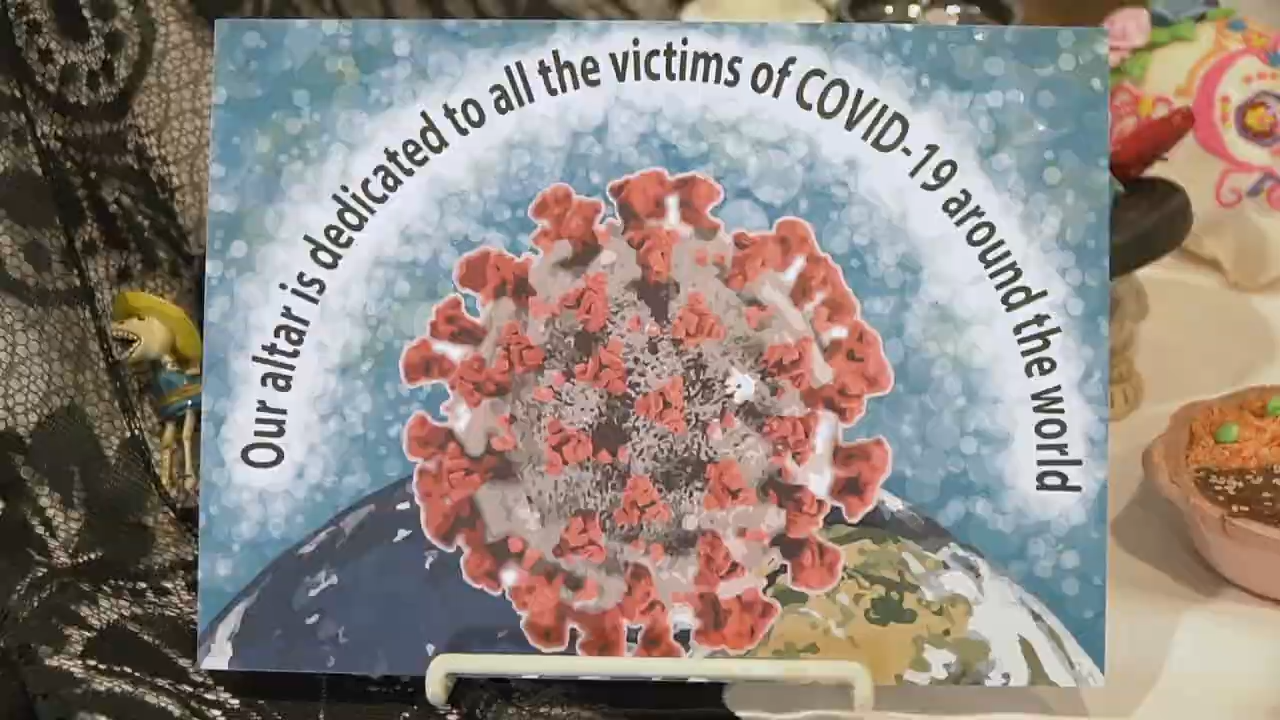 Our altar is dedicated to all the victims of COVID-19 around the world